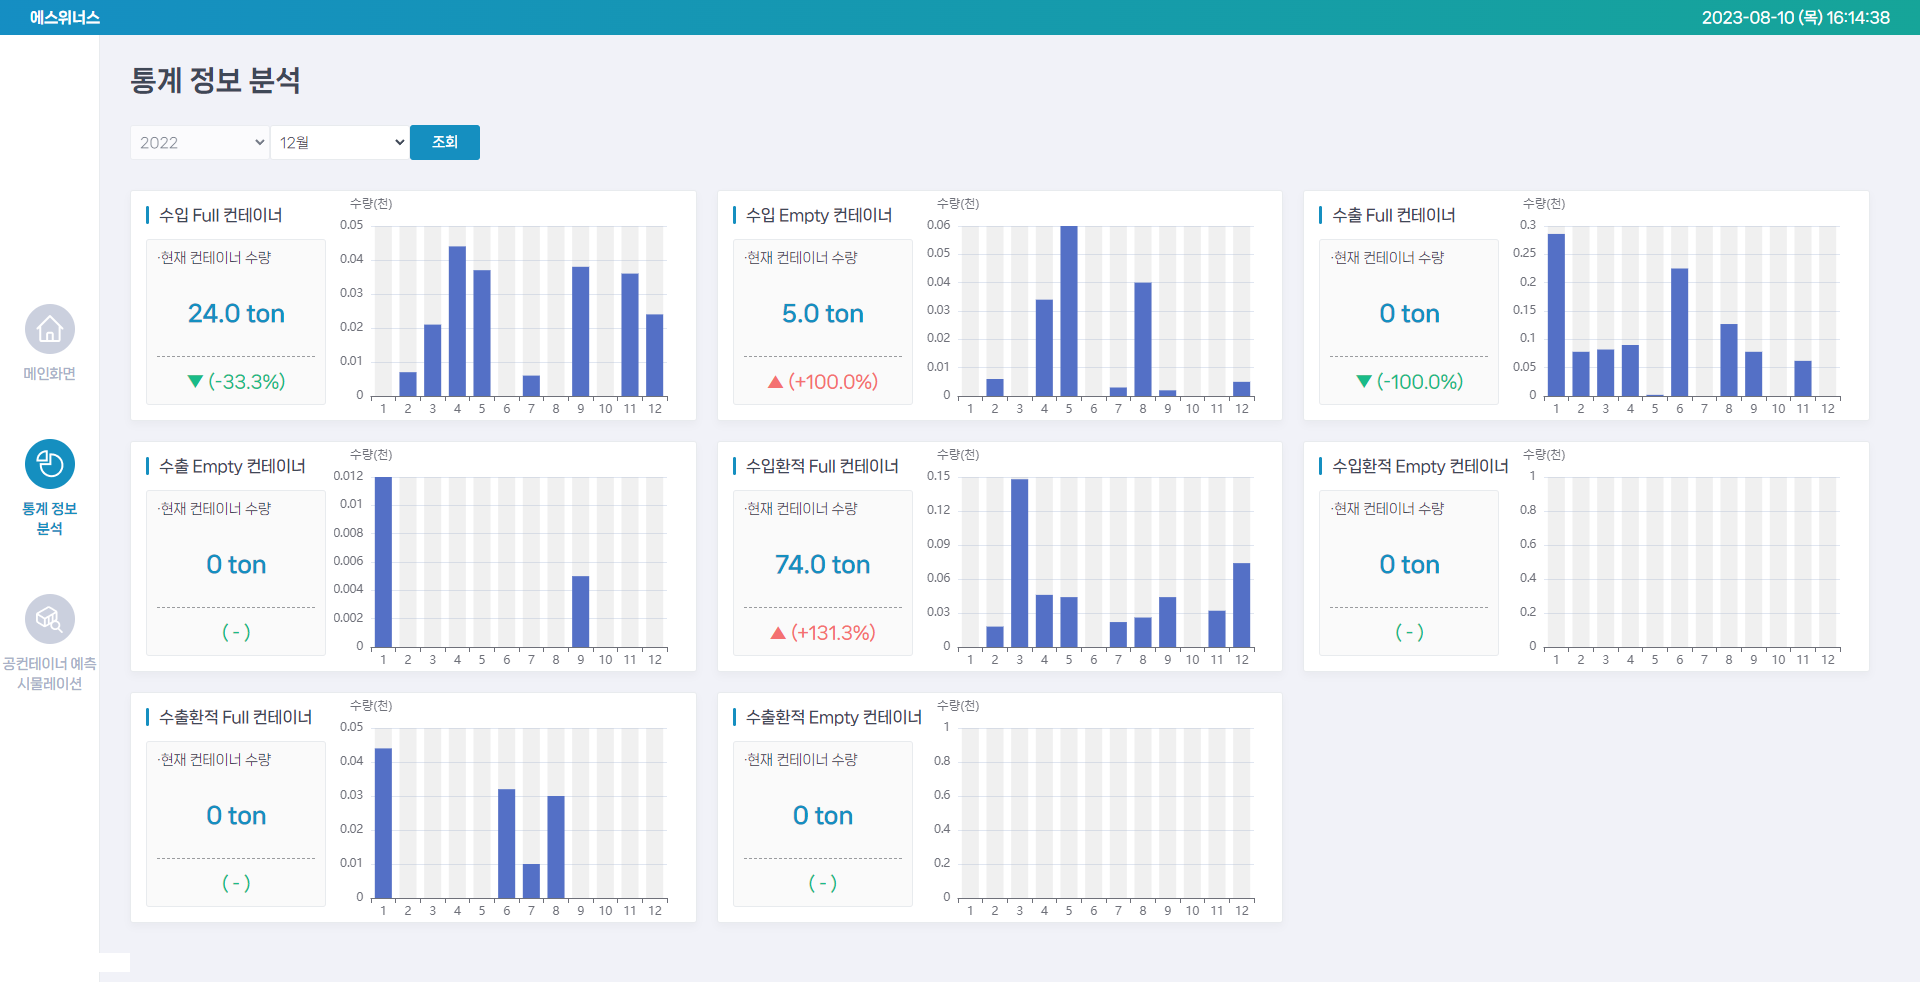 에스위너스
2023-08-10 (목) 16:14:38
통계 정보 분석
2022
12월
조회
메인화면
통계 정보
분석
공컨테이너 예측
시물레이션
수입 Full 컨테이너
·현재 컨테이너 수량
24.0 ton
▼ (-33.3%)
수량(천)
0.05
0.04
0.03
0.02
0.01
0
1 2 3 4 5 6 7 8 9 10 11 12
수입 Empty 컨테이너
·현재 컨테이너 수량
5.0 ton
▲ (+100.0%)
수량(천)
0.06
0.05
0.04
0.03
0.02
0.01
0
1 2 3 4 5 6 7 8 9 10 11 12
수출 Full 컨테이너
·현재 컨테이너 수량
0 ton
▼ (-100.0%)
수량(천)
0.3
0.25
0.2
0.15
0.1
0.05
0
1 2 3 4 5 6 7 8 9 10 11 12
수출 Empty 컨테이너
·현재 컨테이너 수량
0 ton
( - )
수량(천)
0.012
0.01
0.008
0.006
0.004
0.002
0
1 2 3 4 5 6 7 8 9 10 11 12
수입환적 Full 컨테이너
·현재 컨테이너 수량
74.0 ton
▲ (+131.3%)
수량(천)
0.15
0.12
0.09
0.06
0.03
0
1 2 3 4 5 6 7 8 9 10 11 12
수입환적 Empty 컨테이너
·현재 컨테이너 수량
0 ton
( - )
수량(천)
1
0.8
0.6
0.4
0.2
0
1 2 3 4 5 6 7 8 9 10 11 12
수출환적 Full 컨테이너
·현재 컨테이너 수량
0 ton
( - )
수량(천)
0.05
0.04
0.03
0.02
0.01
0
1 2 3 4 5 6 7 8 9 10 11 12
수출환적 Empty 컨테이너
·현재 컨테이너 수량
0 ton
( - )
수량(천)
1
0.8
0.6
0.4
0.2
0
1 2 3 4 5 6 7 8 9 10 11 12